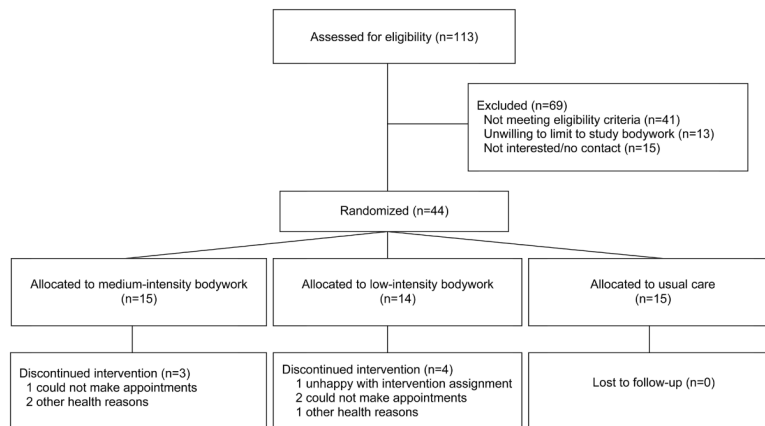 Assessed for eligibility (n=113)
Excluded (n=69)
Not meeting eligibility criteria (n=41)
Unwilling to limit to study bodywork (n=13)
Not interested/no contact (n=15)
Randomized (n=44)
Allocated to medium-intensity bodywork
(n=15)
Allocated to low-intensity bodywork
(n=14)
Allocated to usual care
(n=15)
Discontinued intervention (n=3)
1 could not make appointments
2 other health reasons
Discontinued intervention (n=4)
1 unhappy with intervention assignment
2 could not make appointments
1 other health reasons
Lost to follow-up (n=0)